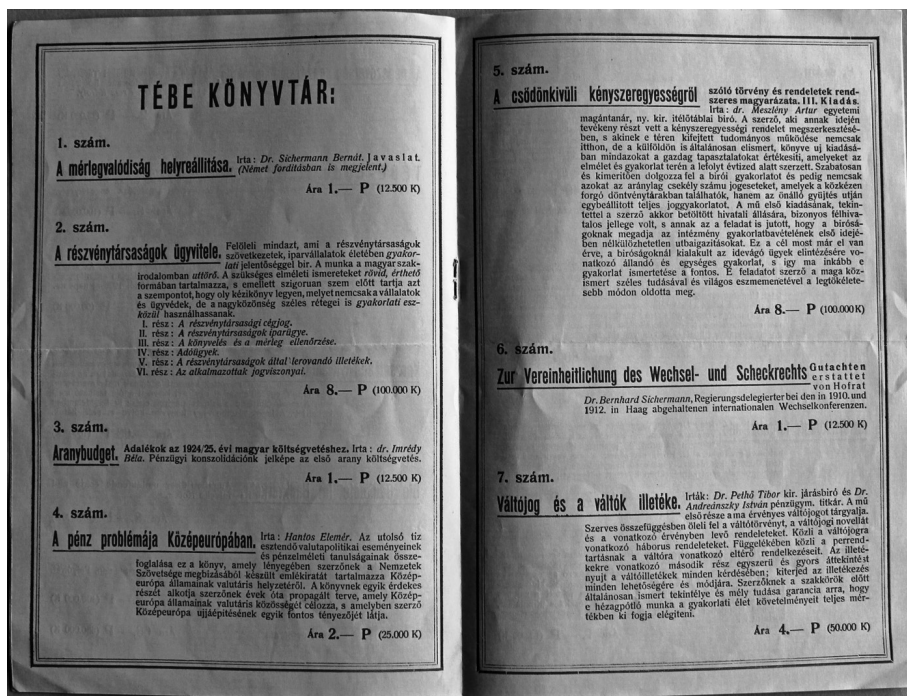 TÉBE KÖNYVTÁR:
1. szám.
A mérlegvalódiság helyreállitása. Irta: Dr. Sichermann Bernát. Javaslat.
(Német forditásban is megjelent.)
Ára 1.— P (12.500 K)
2. szám.
A részvénytársaságok ügyvitele. Felöleli mindazt, ami a részvénytársaságok
szövetkezetek, iparvállalatok életében gyakor-
lati jelentőséggel bir. A munka a magyar szak-
irodalomban uttörő. A szükséges elméleti ismereteket rövid, érthető
formában tartalmazza, s emellett szigoruan szem előtt tartja azt
a szempontot, hogy oly kézikönyv legyen, melyet nemcsak a vállalatok
és ügyvédek, de a nagyközönség széles rétegei is gyakorlati esz-
közül használhassanak.
I. rész: A részvénytársasági cégjog.
II. rész: A részvénytársaságok iparügye.
III. rész: A könyvelés és a mérleg ellenőrzése.
IV. rész: Adóügyek.
V. rész: A részvénytársaságok által lerovandó illetékek.
VI. rész: Az alkalmazottak jogviszonyai.
Ára 8.— P (100.000 K)
3. szám.
Aranybudget. Adalékok az 1924/25. évi magyar költségvetéshez. Irta: dr. Imrédy
Béla. Pénzügyi konszolidációnk jelképe az első arany költségvetés.
Ára 1.— P (12.500 K)
4. szám.
A pénz problémája Középeurópában. Irta: Hantos Elemér. Az utolsó tiz
esztendő valutapolitikai eseményeinek
és pénzelméleti tanulságainak össze-
foglalása ez a könyv, amely lényegében szerzőnek a Nemzetek
Szövetsége megbizásából készült emlékiratát tartalmazza Közép-
európa államainak valutáris helyzetéről. A könyvnek egyik érdekes
részét alkotja szerzőnek évek óta propagált terve, amely Közép-
európa államainak valutáris közösségét célozza, s amelyben szerző
Középeurópa ujjáépitésének egyik fontos tényezőjét látja.
Ára 2.— P (25.000 K)
5. szám.
A csődönkivüli kényszeregyességről szóló törvény és rendeletek rend-
szeres magyarázata. III. Kiadás.
Irta: dr. Meszlény Artur egyetemi
magántanár, ny. kir. itélőtáblai biró. A szerző, aki annak idején
tevékeny részt vett a kényszeregyességi rendelet megszerkesztésé-
ben, s akinek e téren kifejtett tudományos működése nemcsak
itthon, de a külföldön is általánosan elismert, könyve uj kiadásá-
ban mindazokat a gazdag tapasztalatokat értékesiti, amelyeket az
elmélet és gyakorlat terén a lefolyt évtized alatt szerzett. Szabatosan
és kimeritően dolgozza fel a birói gyakorlatot és pedig nemcsak
azokat az aránylag csekély számu jogeseteket, amelyek a közkézen
forgó döntvénytárakban találhatók, hanem az önálló gyüjtés utján
egybeállitott teljes joggyakorlatot. A mű első kiadásának, tekin-
tettel a szerző akkor betöltött hivatali állására, bizonyos félhiva-
talos jellege volt, s annak az a feladat is jutott, hogy a biróság-
oknak megadja az intézmény gyakorlatbavételének első idejé-
ben nélkülözhetetlen utbaigazitásokat. Ez a cél most már el van
érve, a biróságoknál kialakult az idevágó ügyek elintézésére vo-
natkozó állandó és egységes gyakorlat, s igy ma inkább e
gyakorlat ismertetése a fontos. E feladatot szerző a maga köz-
ismert széles tudásával és világos eszmemenetével a legtökélete-
sebb módon oldotta meg.
Ára 8.— P (100.000 K)
6. szám.
Zur Vereinheitlichung des Wechsel- und Scheckrechts Gutachten
erstattet
von Hofrat
Dr. Bernhard Sichermann, Regierungsdelegierter bei den in 1910. und
1912. in Haag abgehaltenen internationalen Wechselkonferenzen.
Ára 1.— P (12.500 K)
7. szám.
Váltójog és a váltók illetéke. Irták: Dr. Pethő Tibor kir. járásbiró és Dr.
Andreánszky István pénzügym. titkár. A mű
első része a ma érvényes váltójogot tárgyalja.
Szerves összefüggésben öleli fel a váltótörvényt, a váltójogi novellát
és a vonatkozó érvényben levő rendeleteket. Közli a váltójogra
vonatkozó háborus rendeleteket. Függelékében közli a perrend-
tartásnak a váltóra vonatkozó eltérő rendelkezéseit. Az illeté-
kekre vonatkozó második rész egyszerü és gyors áttekintést
nyujt a váltóilletékek minden kérdésében; kiterjed az illetékezés
minden lehetőségére és módjára. Szerzőknek a szakkörök előtt
általánosan ismert tekintélye és mély tudása garancia arra, hogy
e hézagpótló munka a gyakorlati élet követelményeit teljes mér-
tékben ki fogja elégiteni.
Ára 4.— P (50.000 K)